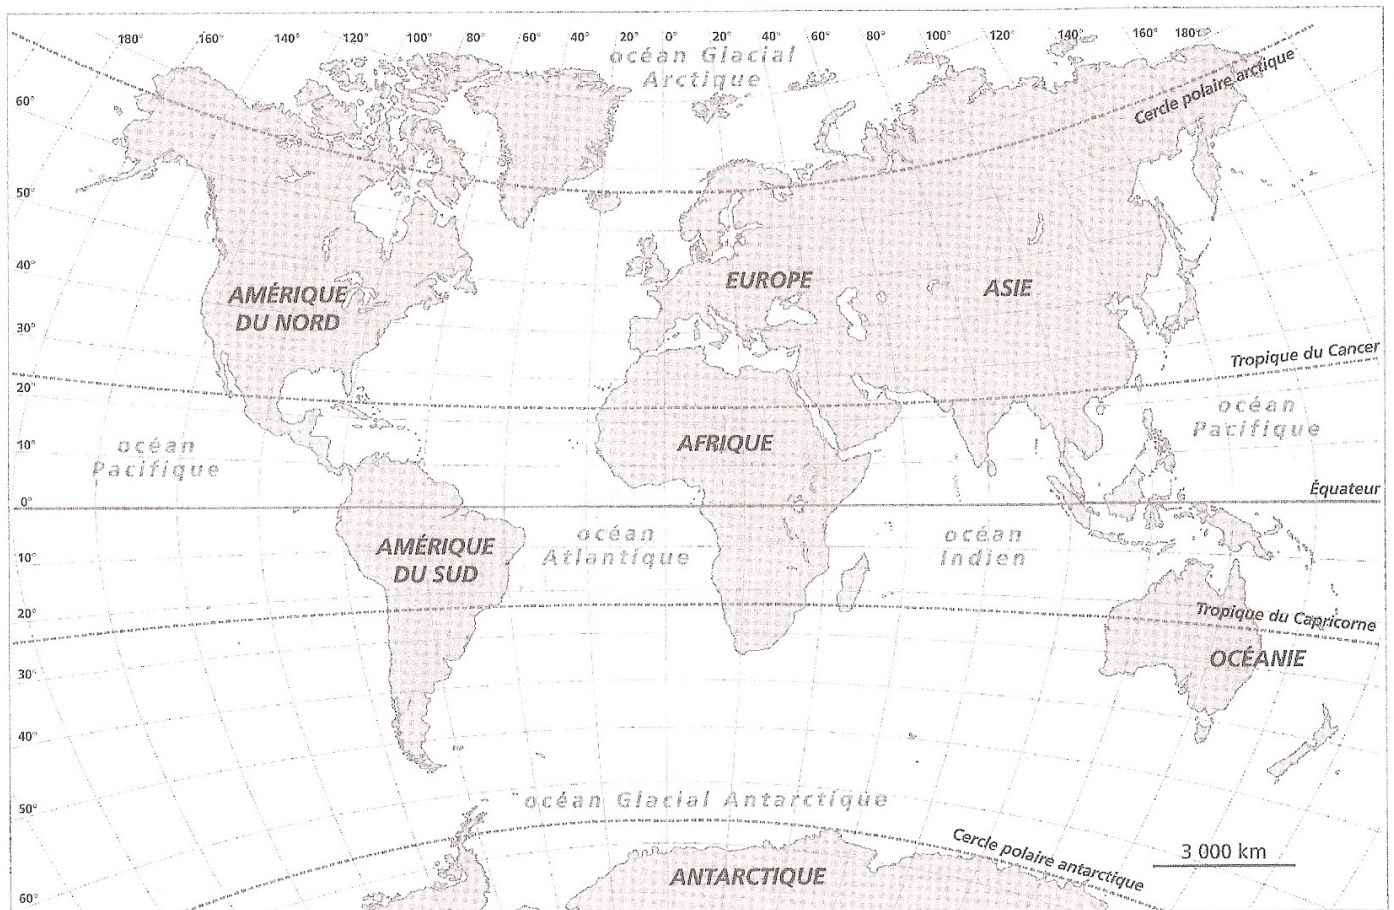 180° 160° 140° 120° 100° 80° 60° 40° 20° 0° 20° 40° 60° 80° 100° 120° 140° 160° 180°
océan Glacial
Arctique
Cercle polaire arctique
60°
50°
40°
30°
20°
10°
0°
10°
20°
30°
40°
50°
60°
AMÉRIQUE
DU NORD
EUROPE
ASIE
Tropique du Cancer
océan
Pacifique
AFRIQUE
océan
Pacifique
Équateur
AMÉRIQUE
DU SUD
océan
Atlantique
océan
Indien
Tropique du Capricorne
OCÉANIE
océan Glacial Antarctique
Cercle polaire antarctique
3 000 km
ANTARCTIQUE